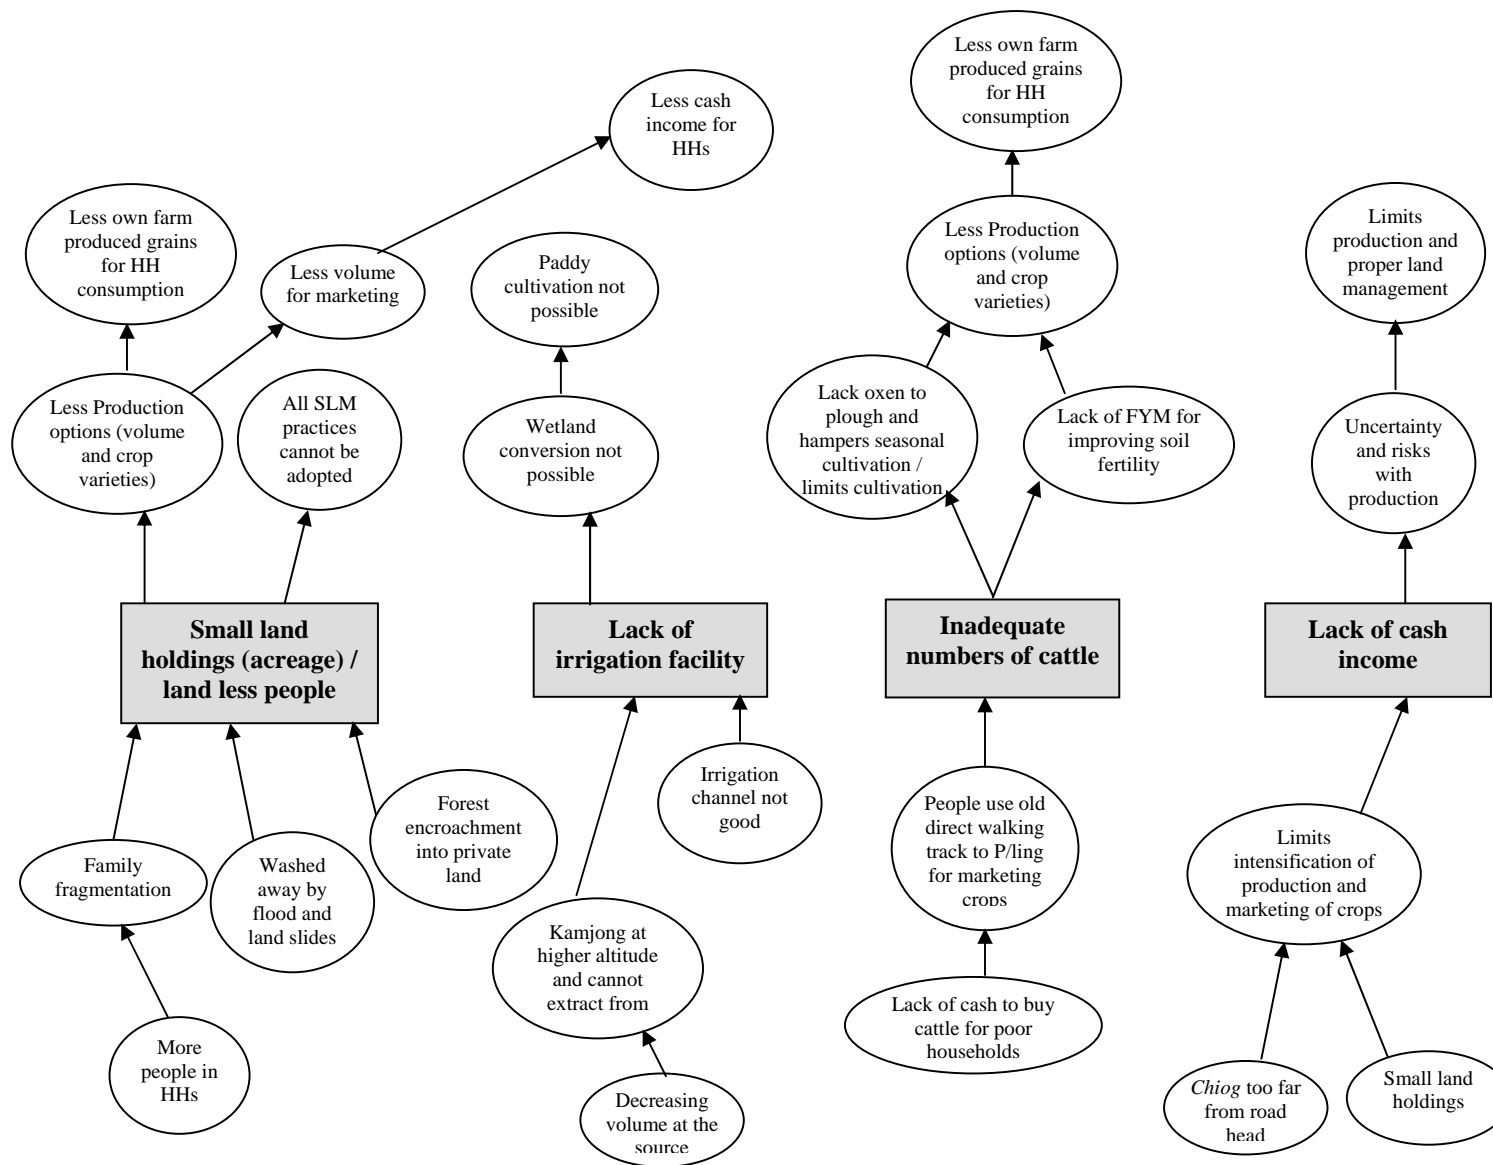 Less own farm
produced grains
for HH
consumption
Less cash
income for
HHs
Less own farm
produced grains
for HH
consumption
Less volume
for marketing
Paddy
cultivation not
possible
Less Production
options (volume
and crop
varieties)
Limits
production and
proper land
management
Less Production
options (volume
and crop
varieties)
All SLM
practices
cannot be
adopted
Wetland
conversion not
possible
Lack oxen to
plough and
hampers seasonal
cultivation /
limits cultivation
Lack of FYM for
improving soil
fertility
Uncertainty
and risks
with
production
Small land
holdings (acreage) /
land less people
Lack of
irrigation facility
Inadequate
numbers of cattle
Lack of cash
income
Family
fragmentation
Washed
away by
flood and
land slides
Forest
encroachment
into private
land
Irrigation
channel not
good
People use old
direct walking
track to P/ling
for marketing
crops
Limits
intensification of
production and
marketing of crops
Kamjong at
higher altitude
and cannot
extract from
Lack of cash to buy
cattle for poor
households
More
people in
HHs
Decreasing
volume at the
source
Chiog too far
from road
head
Small land
holdings